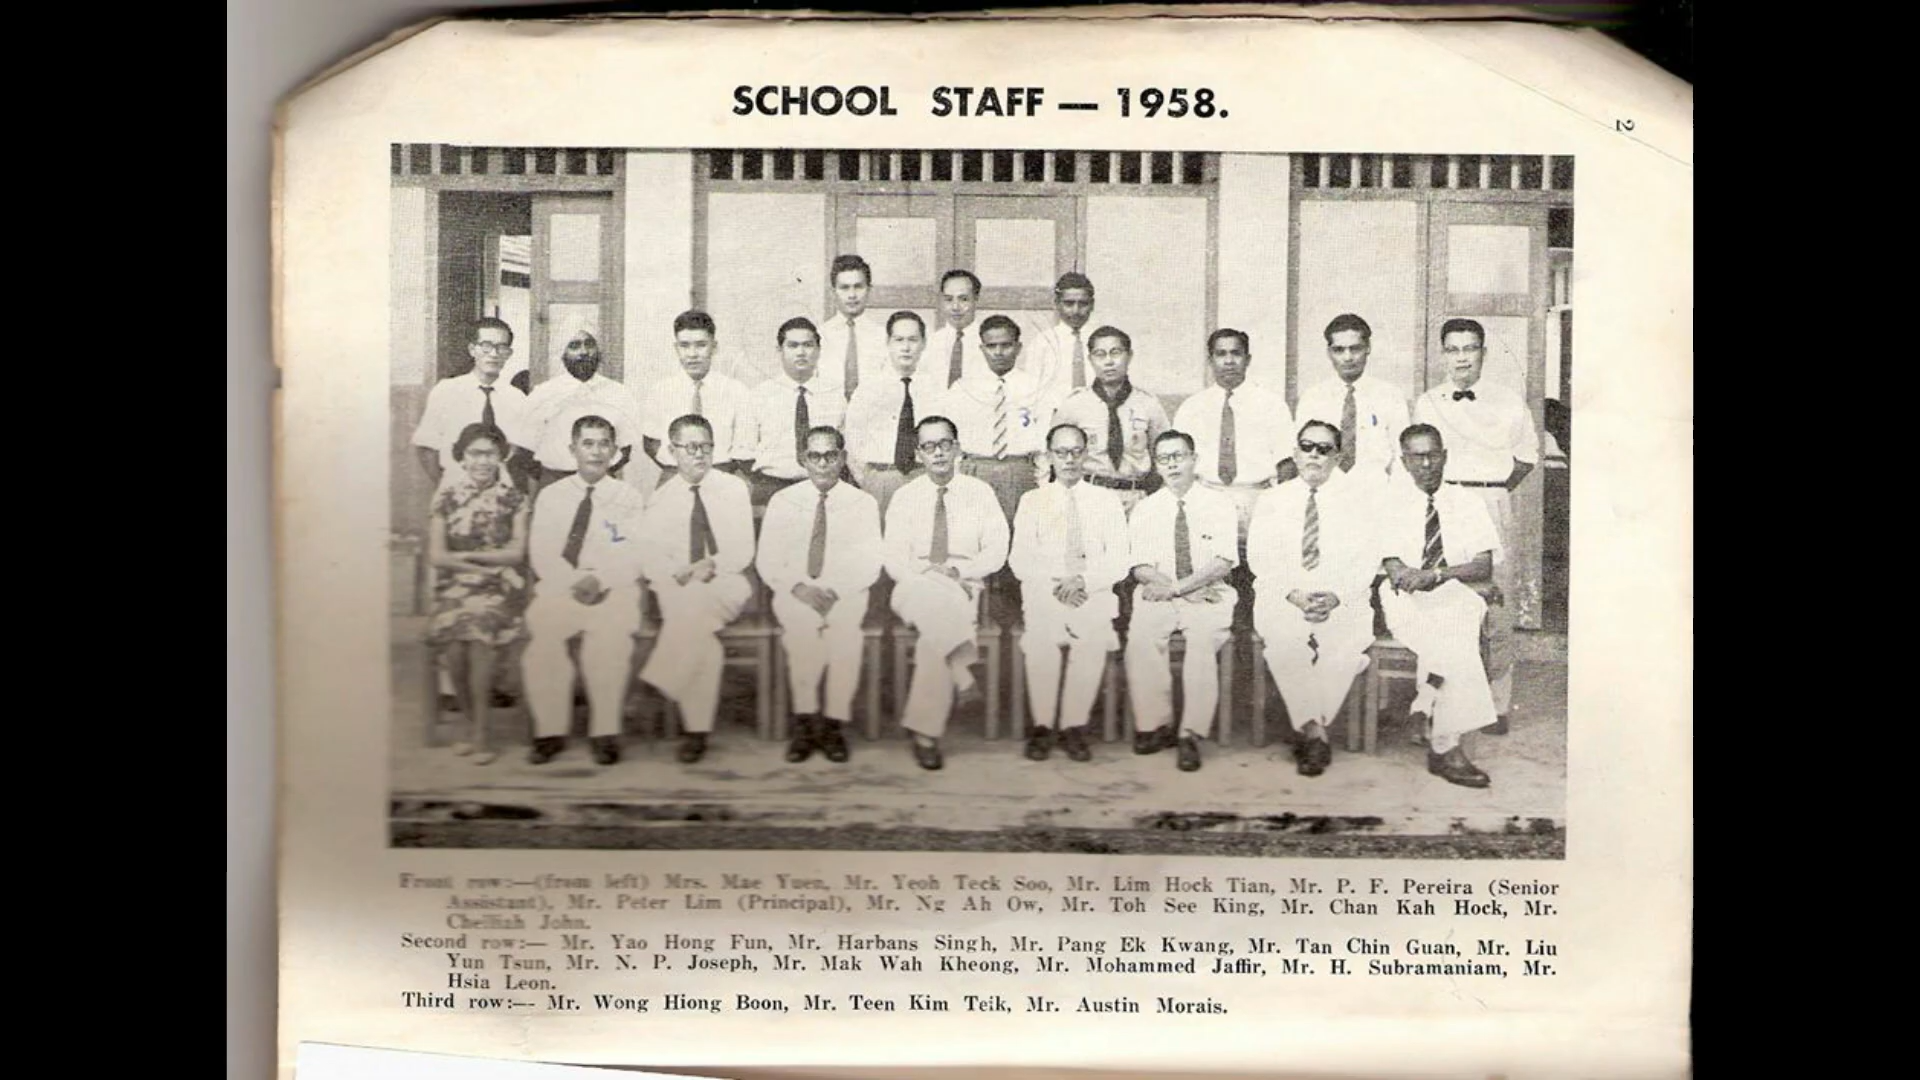 SCHOOL STAFF — 1958.
2
3.
2
Front row:—(from left) Mrs. Mae Yuen, Mr. Yeoh Teck Soo, Mr. Lim Hock Tian, Mr. P. F. Pereira (Senior
Assistant), Mr. Peter Lim (Principal), Mr. Ng Ah Ow, Mr. Toh See King, Mr. Chan Kah Hock, Mr.
Chelliah John.
Second row:— Mr. Yao Hong Fun, Mr. Harbans Singh, Mr. Pang Ek Kwang, Mr. Tan Chin Guan, Mr. Liu
Yun Tsun, Mr. N. P. Joseph, Mr. Mak Wah Kheong, Mr. Mohammed Jaffir, Mr. H. Subramaniam, Mr.
Hsia Leon.
Third row:-- Mr. Wong Hiong Boon, Mr. Teen Kim Teik, Mr. Austin Morais.